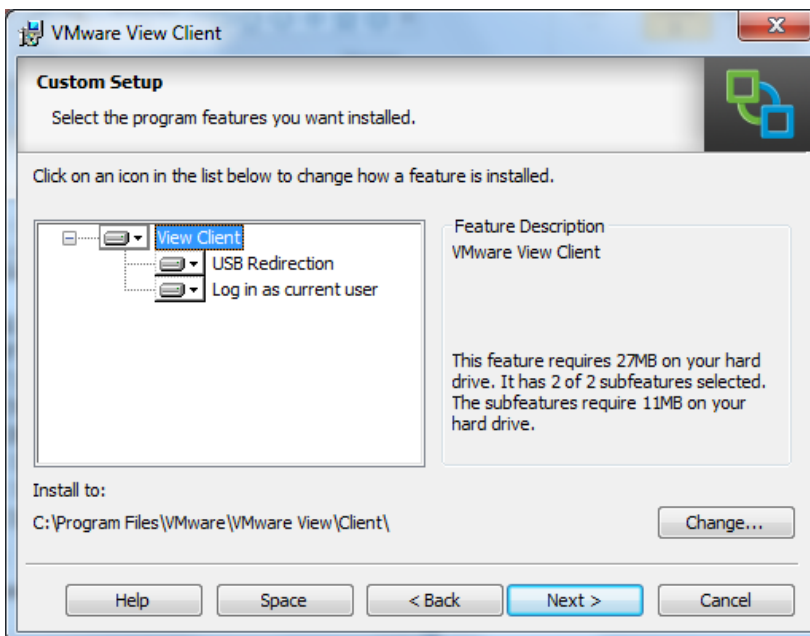 VMware View Client
Custom Setup
Select the program features you want installed.
Click on an icon in the list below to change how a feature is installed.
View Client
USB Redirection
Log in as current user
Feature Description
VMware View Client
This feature requires 27MB on your hard
drive. It has 2 of 2 subfeatures selected.
The subfeatures require 11MB on your
hard drive.
Install to:
C:\Program Files\VMware\VMware View\Client\
Change...
Help
Space
< Back
Next >
Cancel